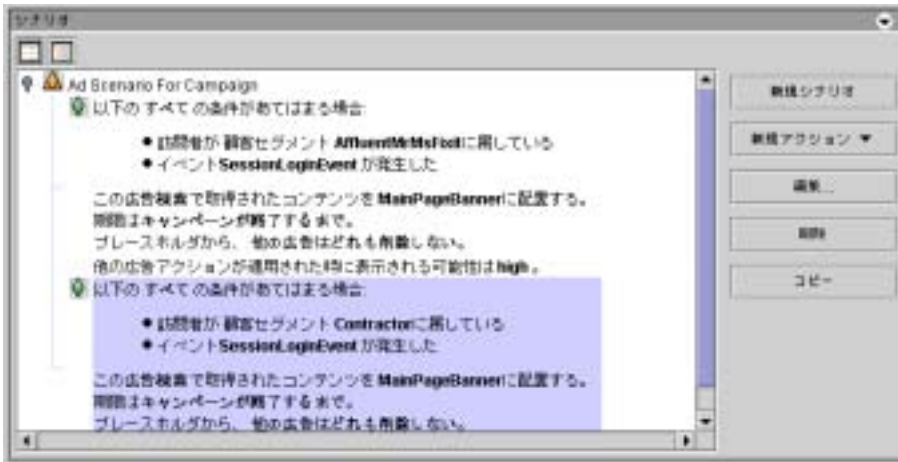 シナリオ
Ad Scenario For Campaign
以下の すべて の条件があてはまる場合:
● 訪問者が 顧客セグメント AffluentMrMsFixitに属している
● イベントSessionLoginEvent が発生した
この広告検索で取得されたコンテンツを MainPageBannerに配置する。
期限はキャンペーンが終了するまで。
プレースホルダから、 他の広告はどれも削除しない。
他の広告アクションが適用された時に表示される可能性は high 。
以下の すべて の条件があてはまる場合:
● 訪問者が 顧客セグメント Contractorに属している
● イベントSessionLoginEvent が発生した
この広告検索で取得されたコンテンツを MainPageBannerに配置する。
期限はキャンペーンが終了するまで。
プレースホルダから、 他の広告はどれも削除しない。
新規シナリオ
新規アクション
編集...
削除
コピー